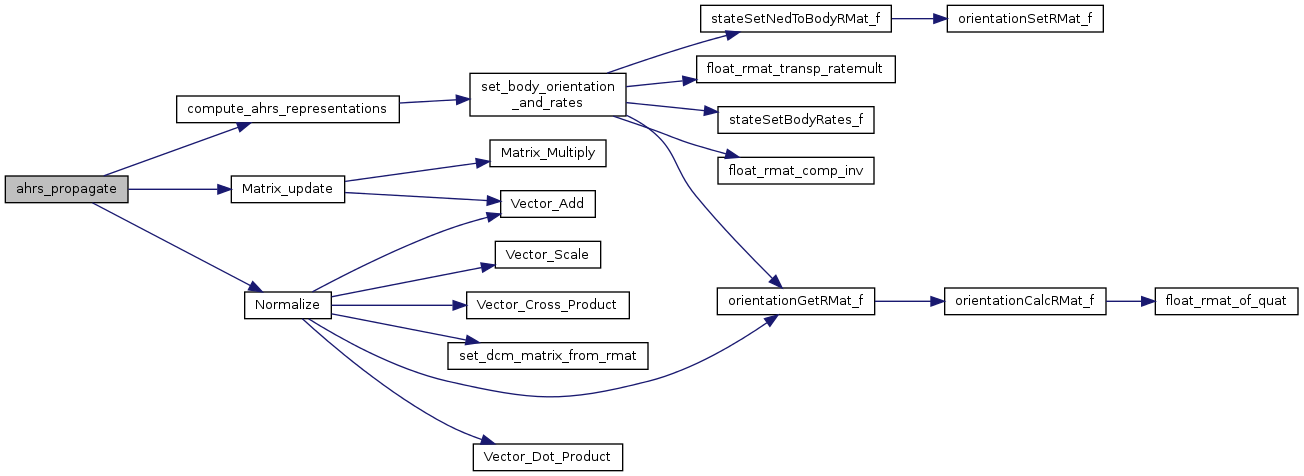 stateSetNedToBodyRMat_f
orientationSetRMat_f
float_rmat_transp_ratemult
set_body_orientation
_and_rates
compute_ahrs_representations
stateSetBodyRates_f
Matrix_Multiply
float_rmat_comp_inv
ahrs_propagate
Matrix_update
Vector_Add
Vector_Scale
Normalize
Vector_Cross_Product
orientationGetRMat_f
orientationCalcRMat_f
float_rmat_of_quat
set_dcm_matrix_from_rmat
Vector_Dot_Product